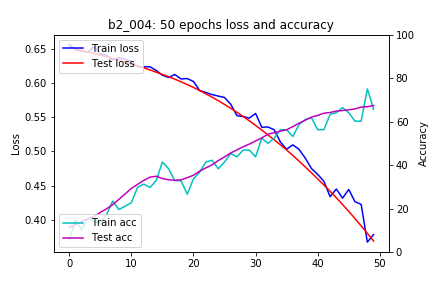 b2_004: 50 epochs loss and accuracy
Train loss
Test loss
Train acc
Test acc
Loss
0.65
0.60
0.55
0.50
0.45
0.40
Accuracy
100
80
60
40
20
0
0 10 20 30 40 50